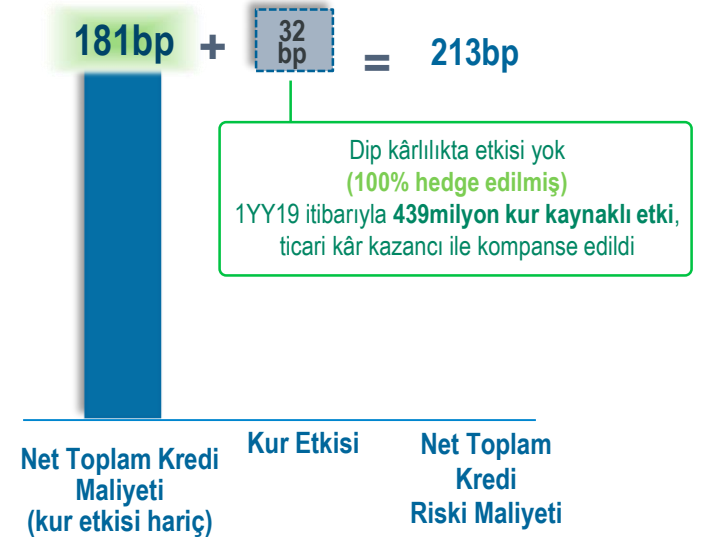 181bp + 32 bp = 213bp
Dip kârlılıkta etkisi yok
(100% hedge edilmiş)
1YY19 itibarıyla 439milyon kur kaynaklı etki,
ticari kâr kazancı ile kompanse edildi
Net Toplam Kredi
Maliyeti
(kur etkisi hariç)
Kur Etkisi
Net Toplam
Kredi
Riski Maliyeti